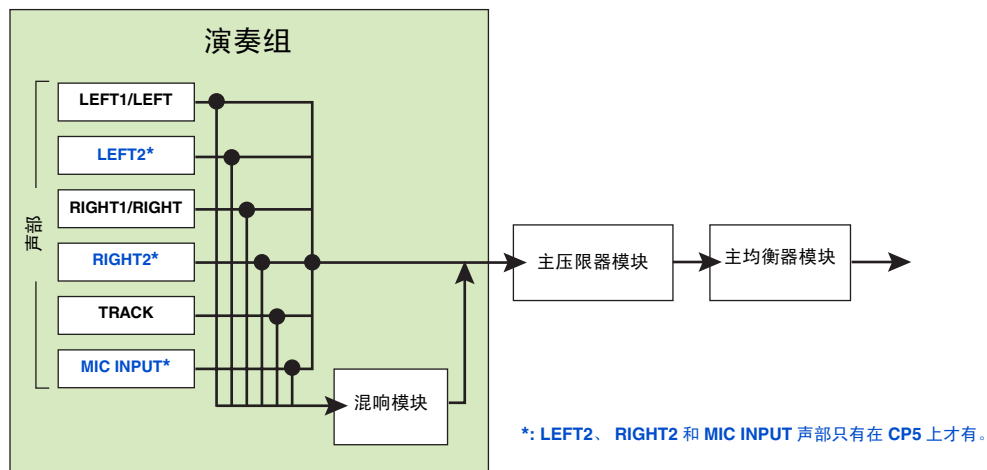 演奏组
声部
LEFT1/LEFT
LEFT2*
RIGHT1/RIGHT
RIGHT2*
TRACK
MIC INPUT*
混响模块
主压限器模块
主均衡器模块
*: LEFT2、 RIGHT2 和 MIC INPUT 声部只有在 CP5 上才有。